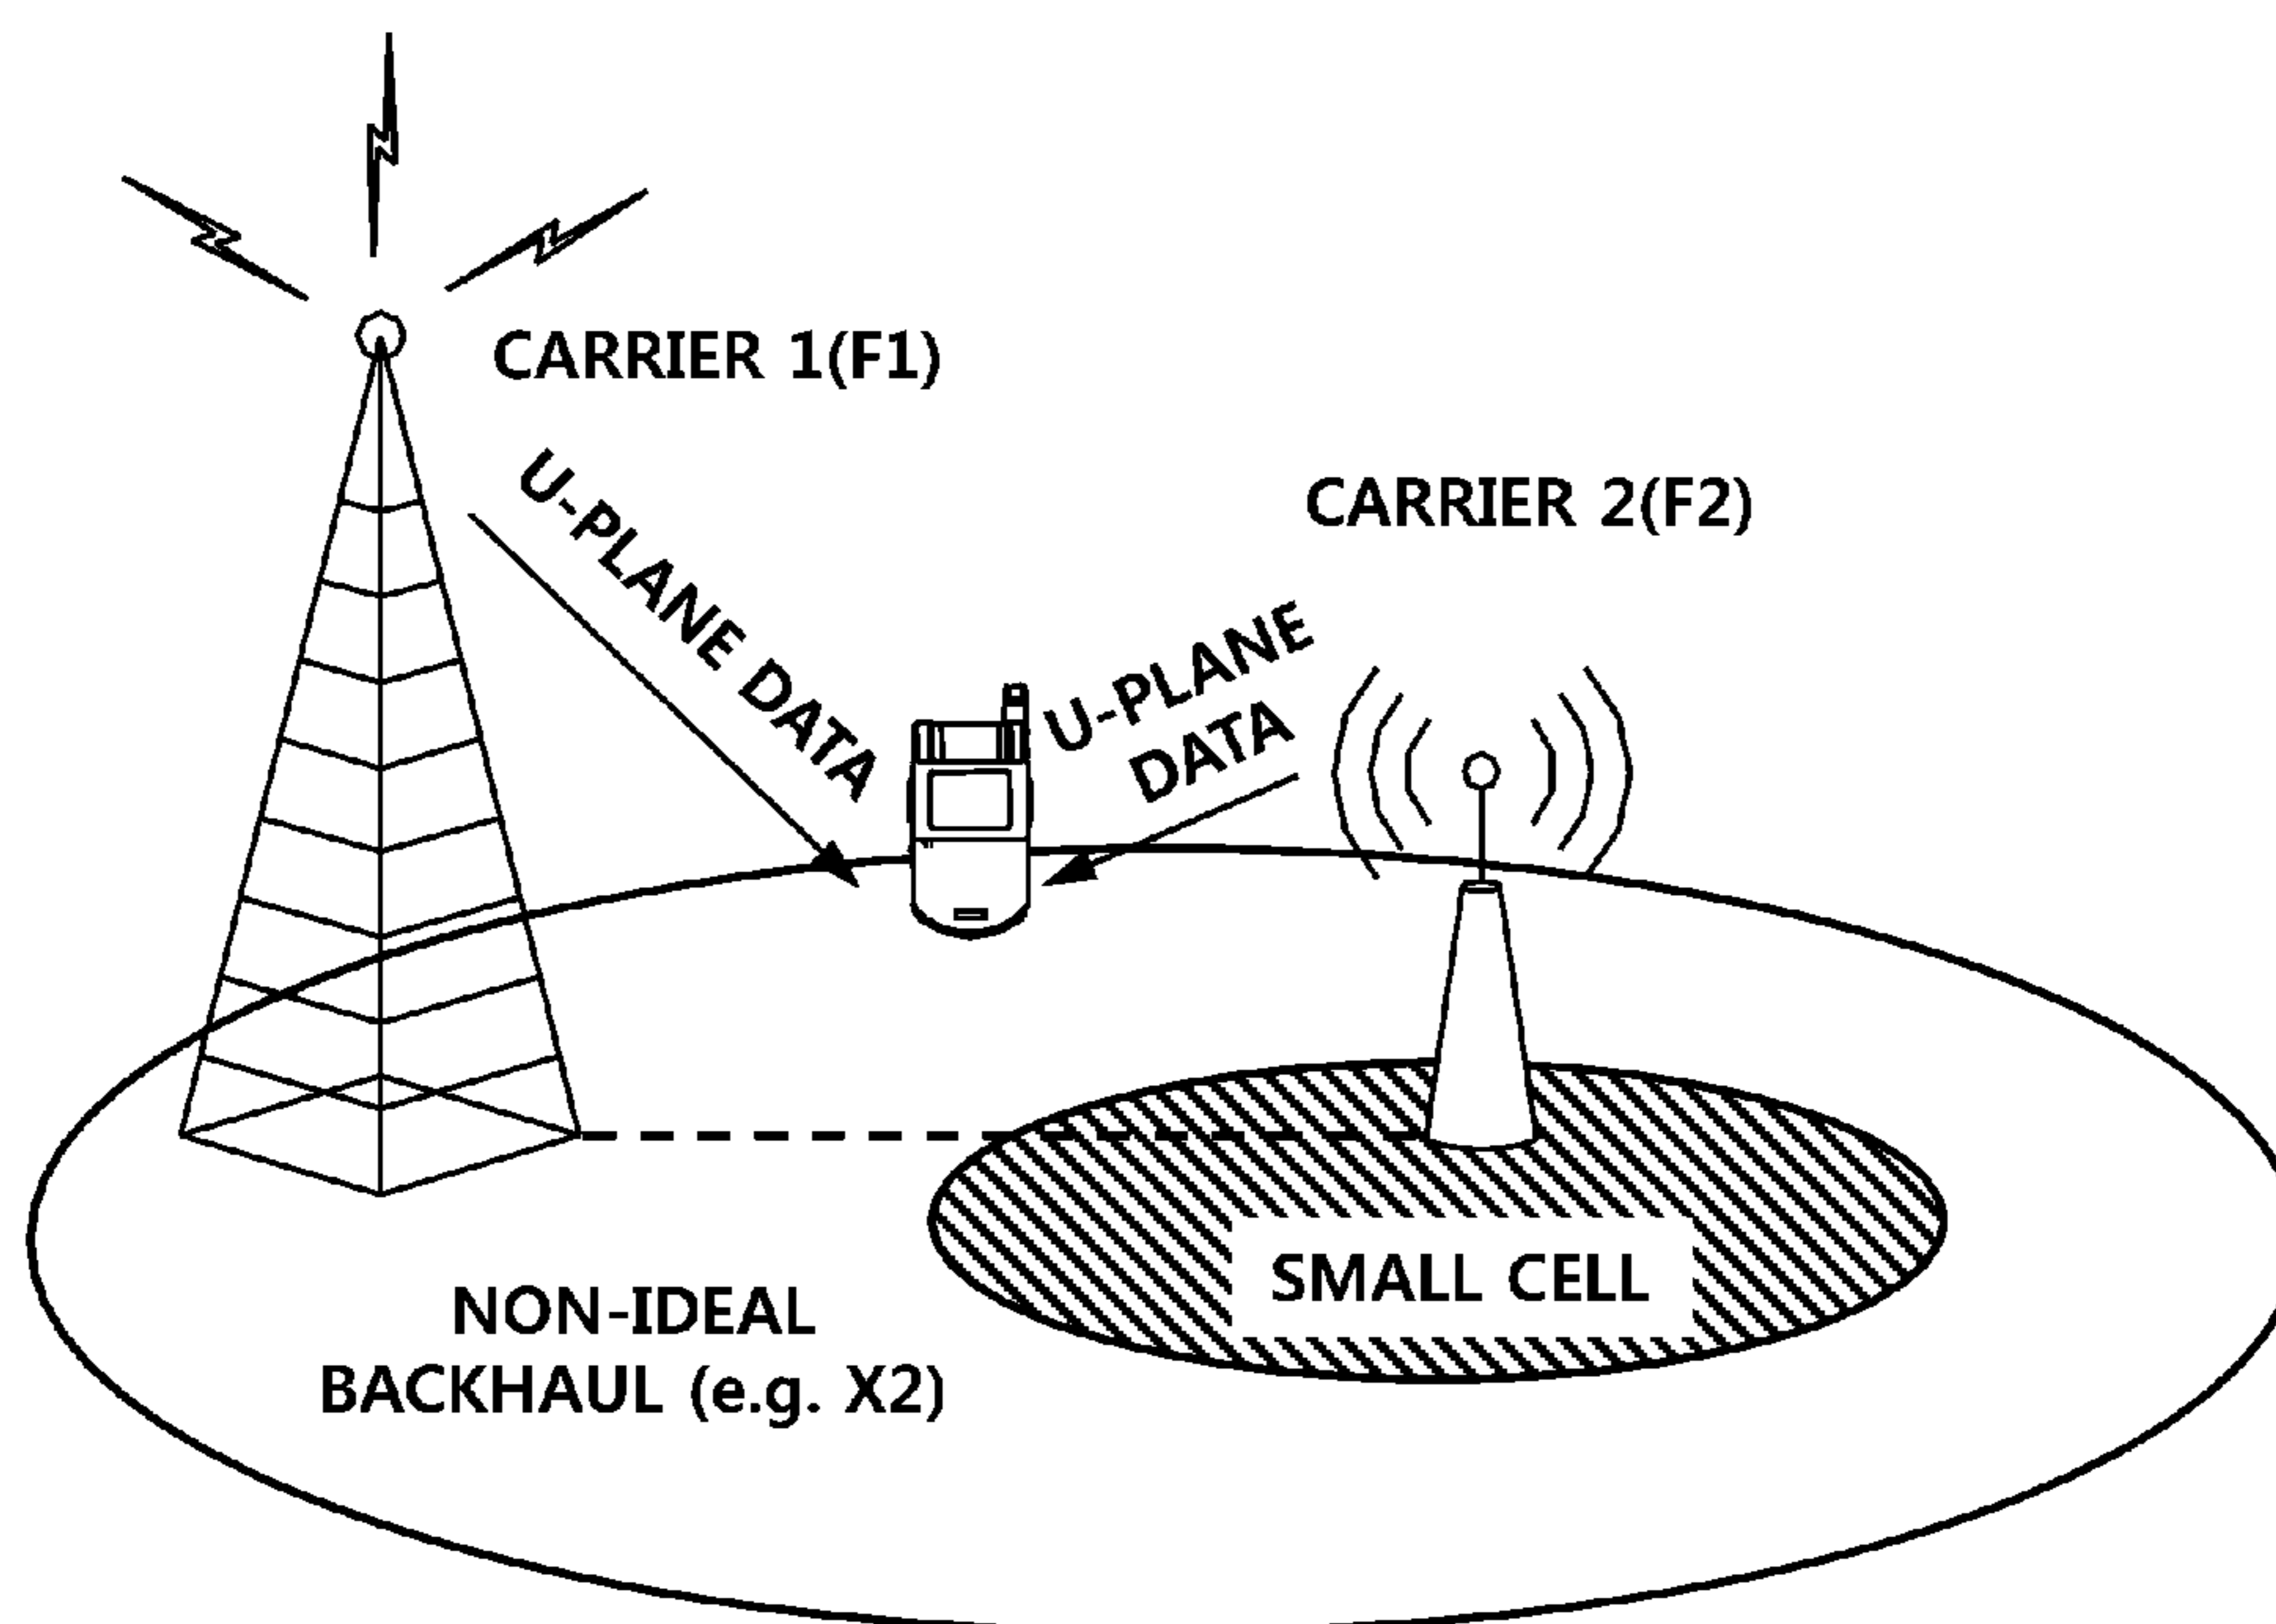 CARRIER 1(F1)
CARRIER 2(F2)
U-PLANE DATA
U-PLANE
DATA
SMALL CELL
NON-IDEAL
BACKHAUL (e.g. X2)